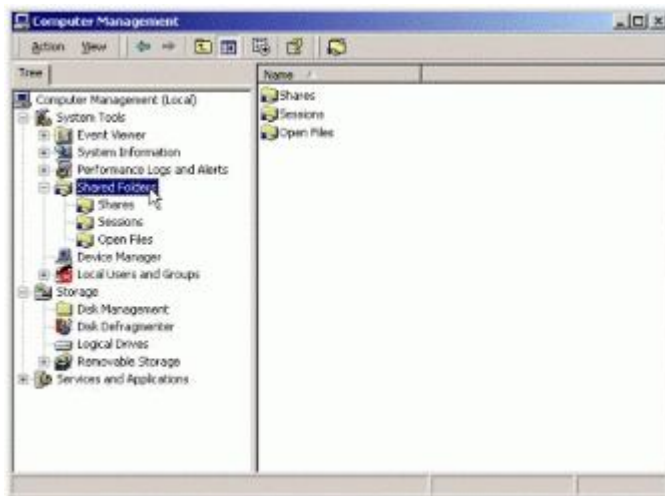 Computer Management
Action View
Tree
Name
Computer Management (Local)
System Tools
Event Viewer
System Information
Performance Logs and Alerts
Shared Folders
Shares
Sessions
Open Files
Device Manager
Local Users and Groups
Storage
Disk Management
Disk Defragmenter
Logical Drives
Removable Storage
Services and Applications
Shares
Sessions
Open Files